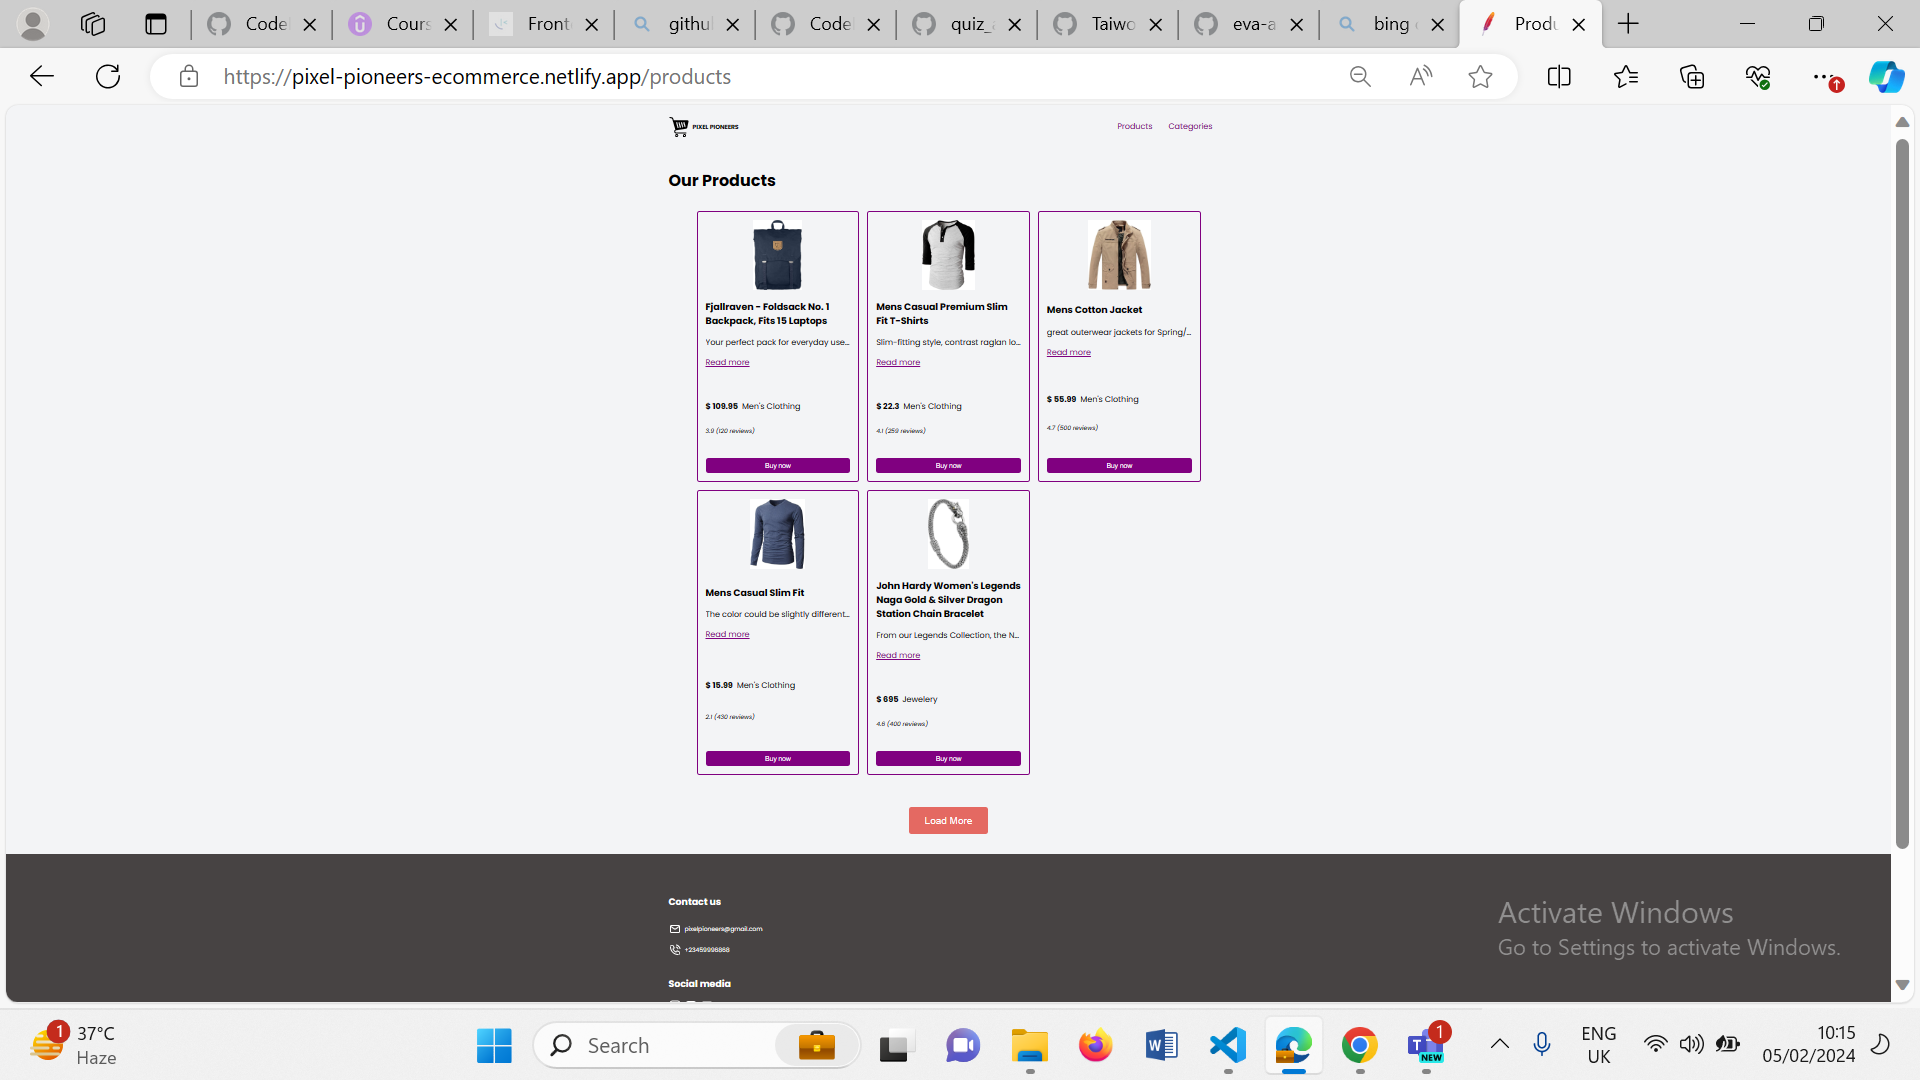 Code
Cours
Fronte
githu
Code
quiz_a
Taiwo
eva-a
bing
Produ
https://pixel-pioneers-ecommerce.netlify.app/products
PIXEL PIONEERS
Products
Categories
Our Products
Fjallraven - Foldsack No. 1
Backpack, Fits 15 Laptops
Your perfect pack for everyday use...
Read more
$ 109.95 Men's Clothing
3.9 (120 reviews)
Buy now
Mens Casual Premium Slim
Fit T-Shirts
Slim-fitting style, contrast raglan lo...
Read more
$ 22.3 Men's Clothing
4.1 (259 reviews)
Buy now
Mens Cotton Jacket
great outerwear jackets for Spring/...
Read more
$ 55.99 Men's Clothing
4.7 (500 reviews)
Buy now
Mens Casual Slim Fit
The color could be slightly different...
Read more
$ 15.99 Men's Clothing
2.1 (430 reviews)
Buy now
John Hardy Women's Legends
Naga Gold & Silver Dragon
Station Chain Bracelet
From our Legends Collection, the N...
Read more
$ 695 Jewelery
4.6 (400 reviews)
Buy now
Load More
Contact us
pixelpioneers@gmail.com
+23459996868
Social media
Activate Windows
Go to Settings to activate Windows.
1
37°C
Haze
Search
1
NEW
ENG
UK
10:15
05/02/2024